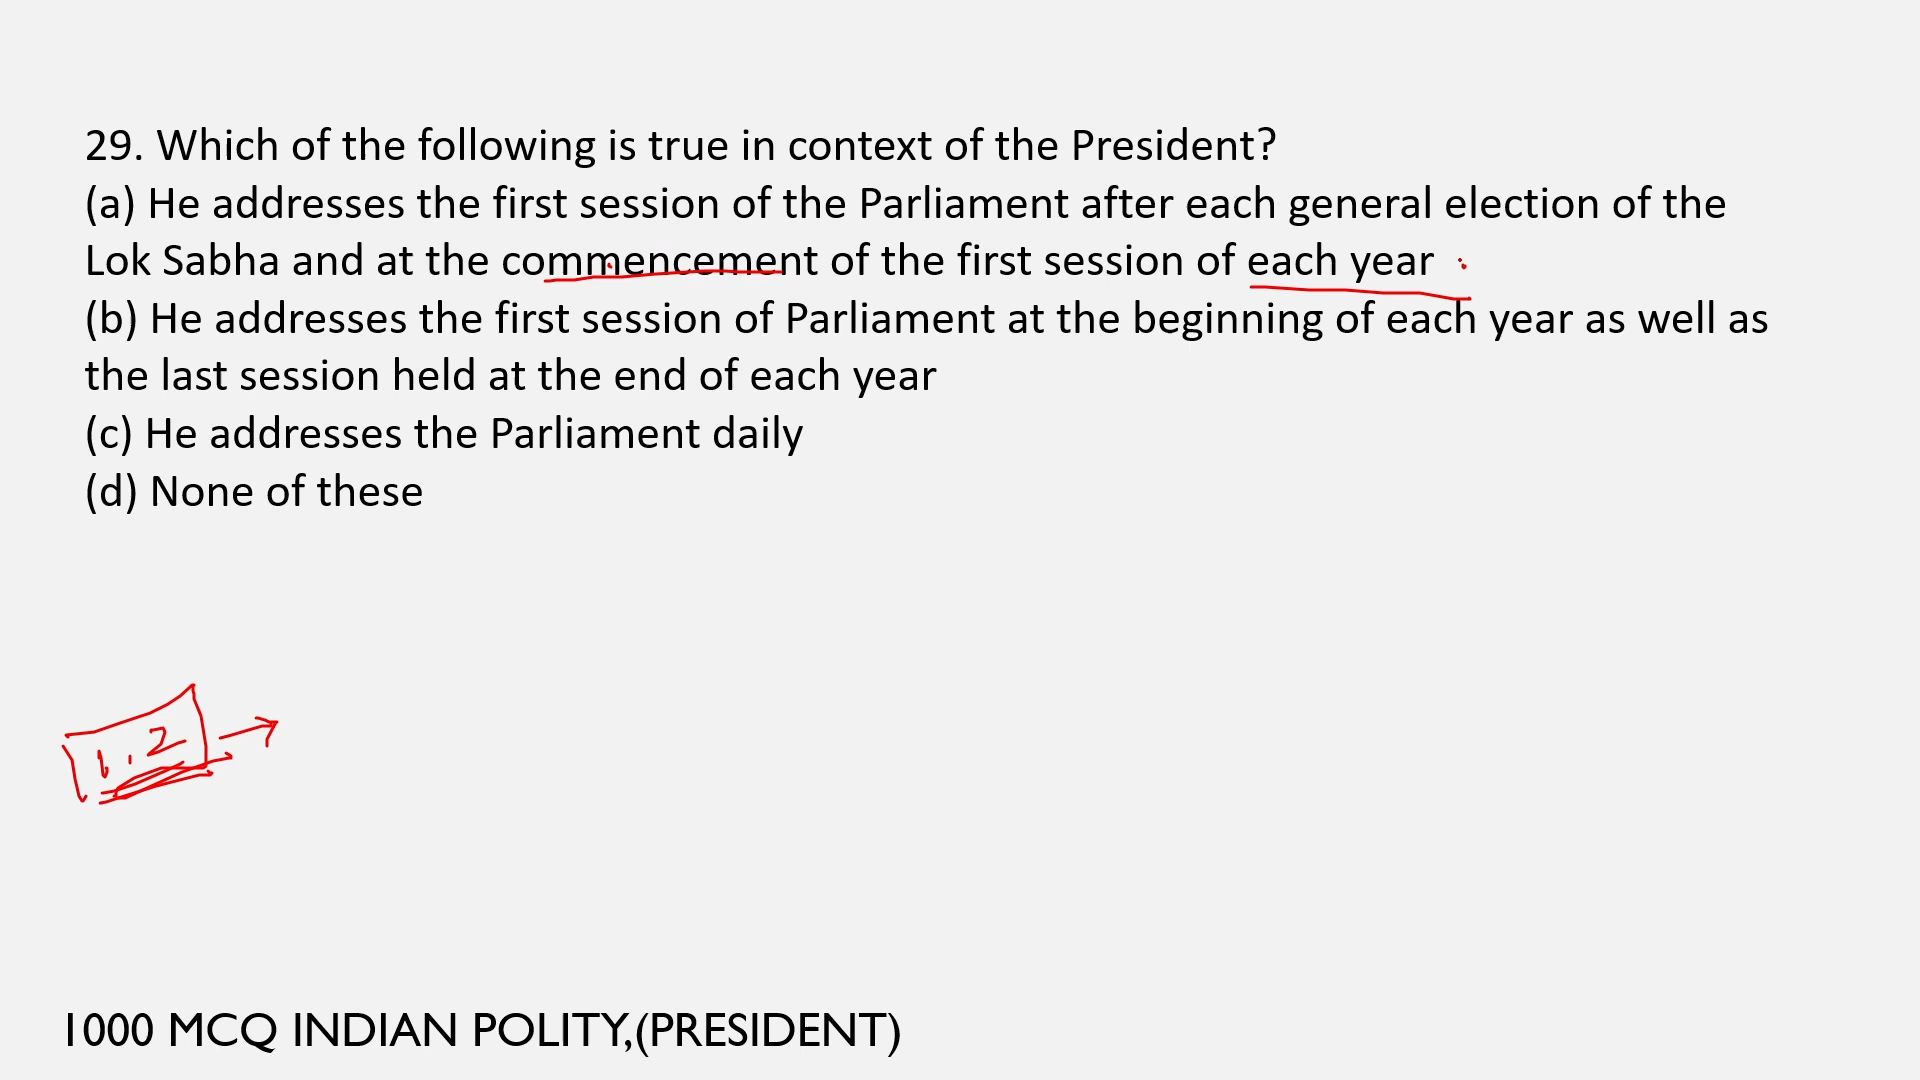 29. Which of the following is true in context of the President?
(a) He addresses the first session of the Parliament after each general election of the
Lok Sabha and at the commencement of the first session of each year
(b) He addresses the first session of Parliament at the beginning of each year as well as
the last session held at the end of each year
(c) He addresses the Parliament daily
(d) None of these
1.2
1000 MCQ INDIAN POLITY,(PRESIDENT)